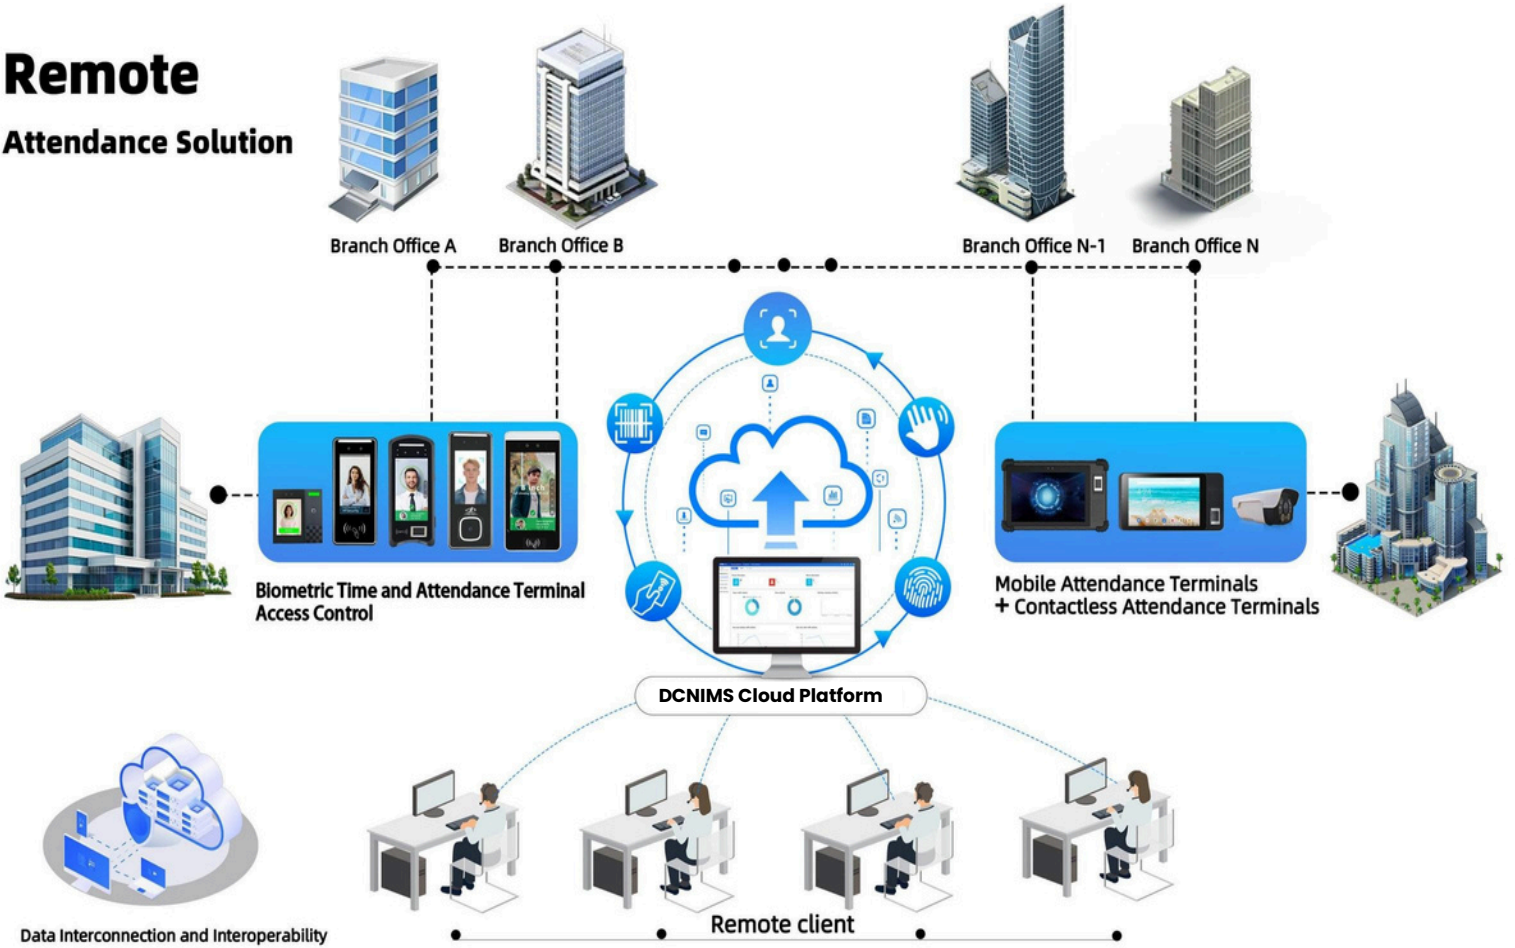 Remote
Attendance Solution
Branch Office A
Branch Office B
Branch Office N-1
Branch Office N
Biometric Time and Attendance Terminal
Access Control
Mobile Attendance Terminals
+ Contactless Attendance Terminals
DCNIMS Cloud Platform
Data Interconnection and Interoperability
Remote client